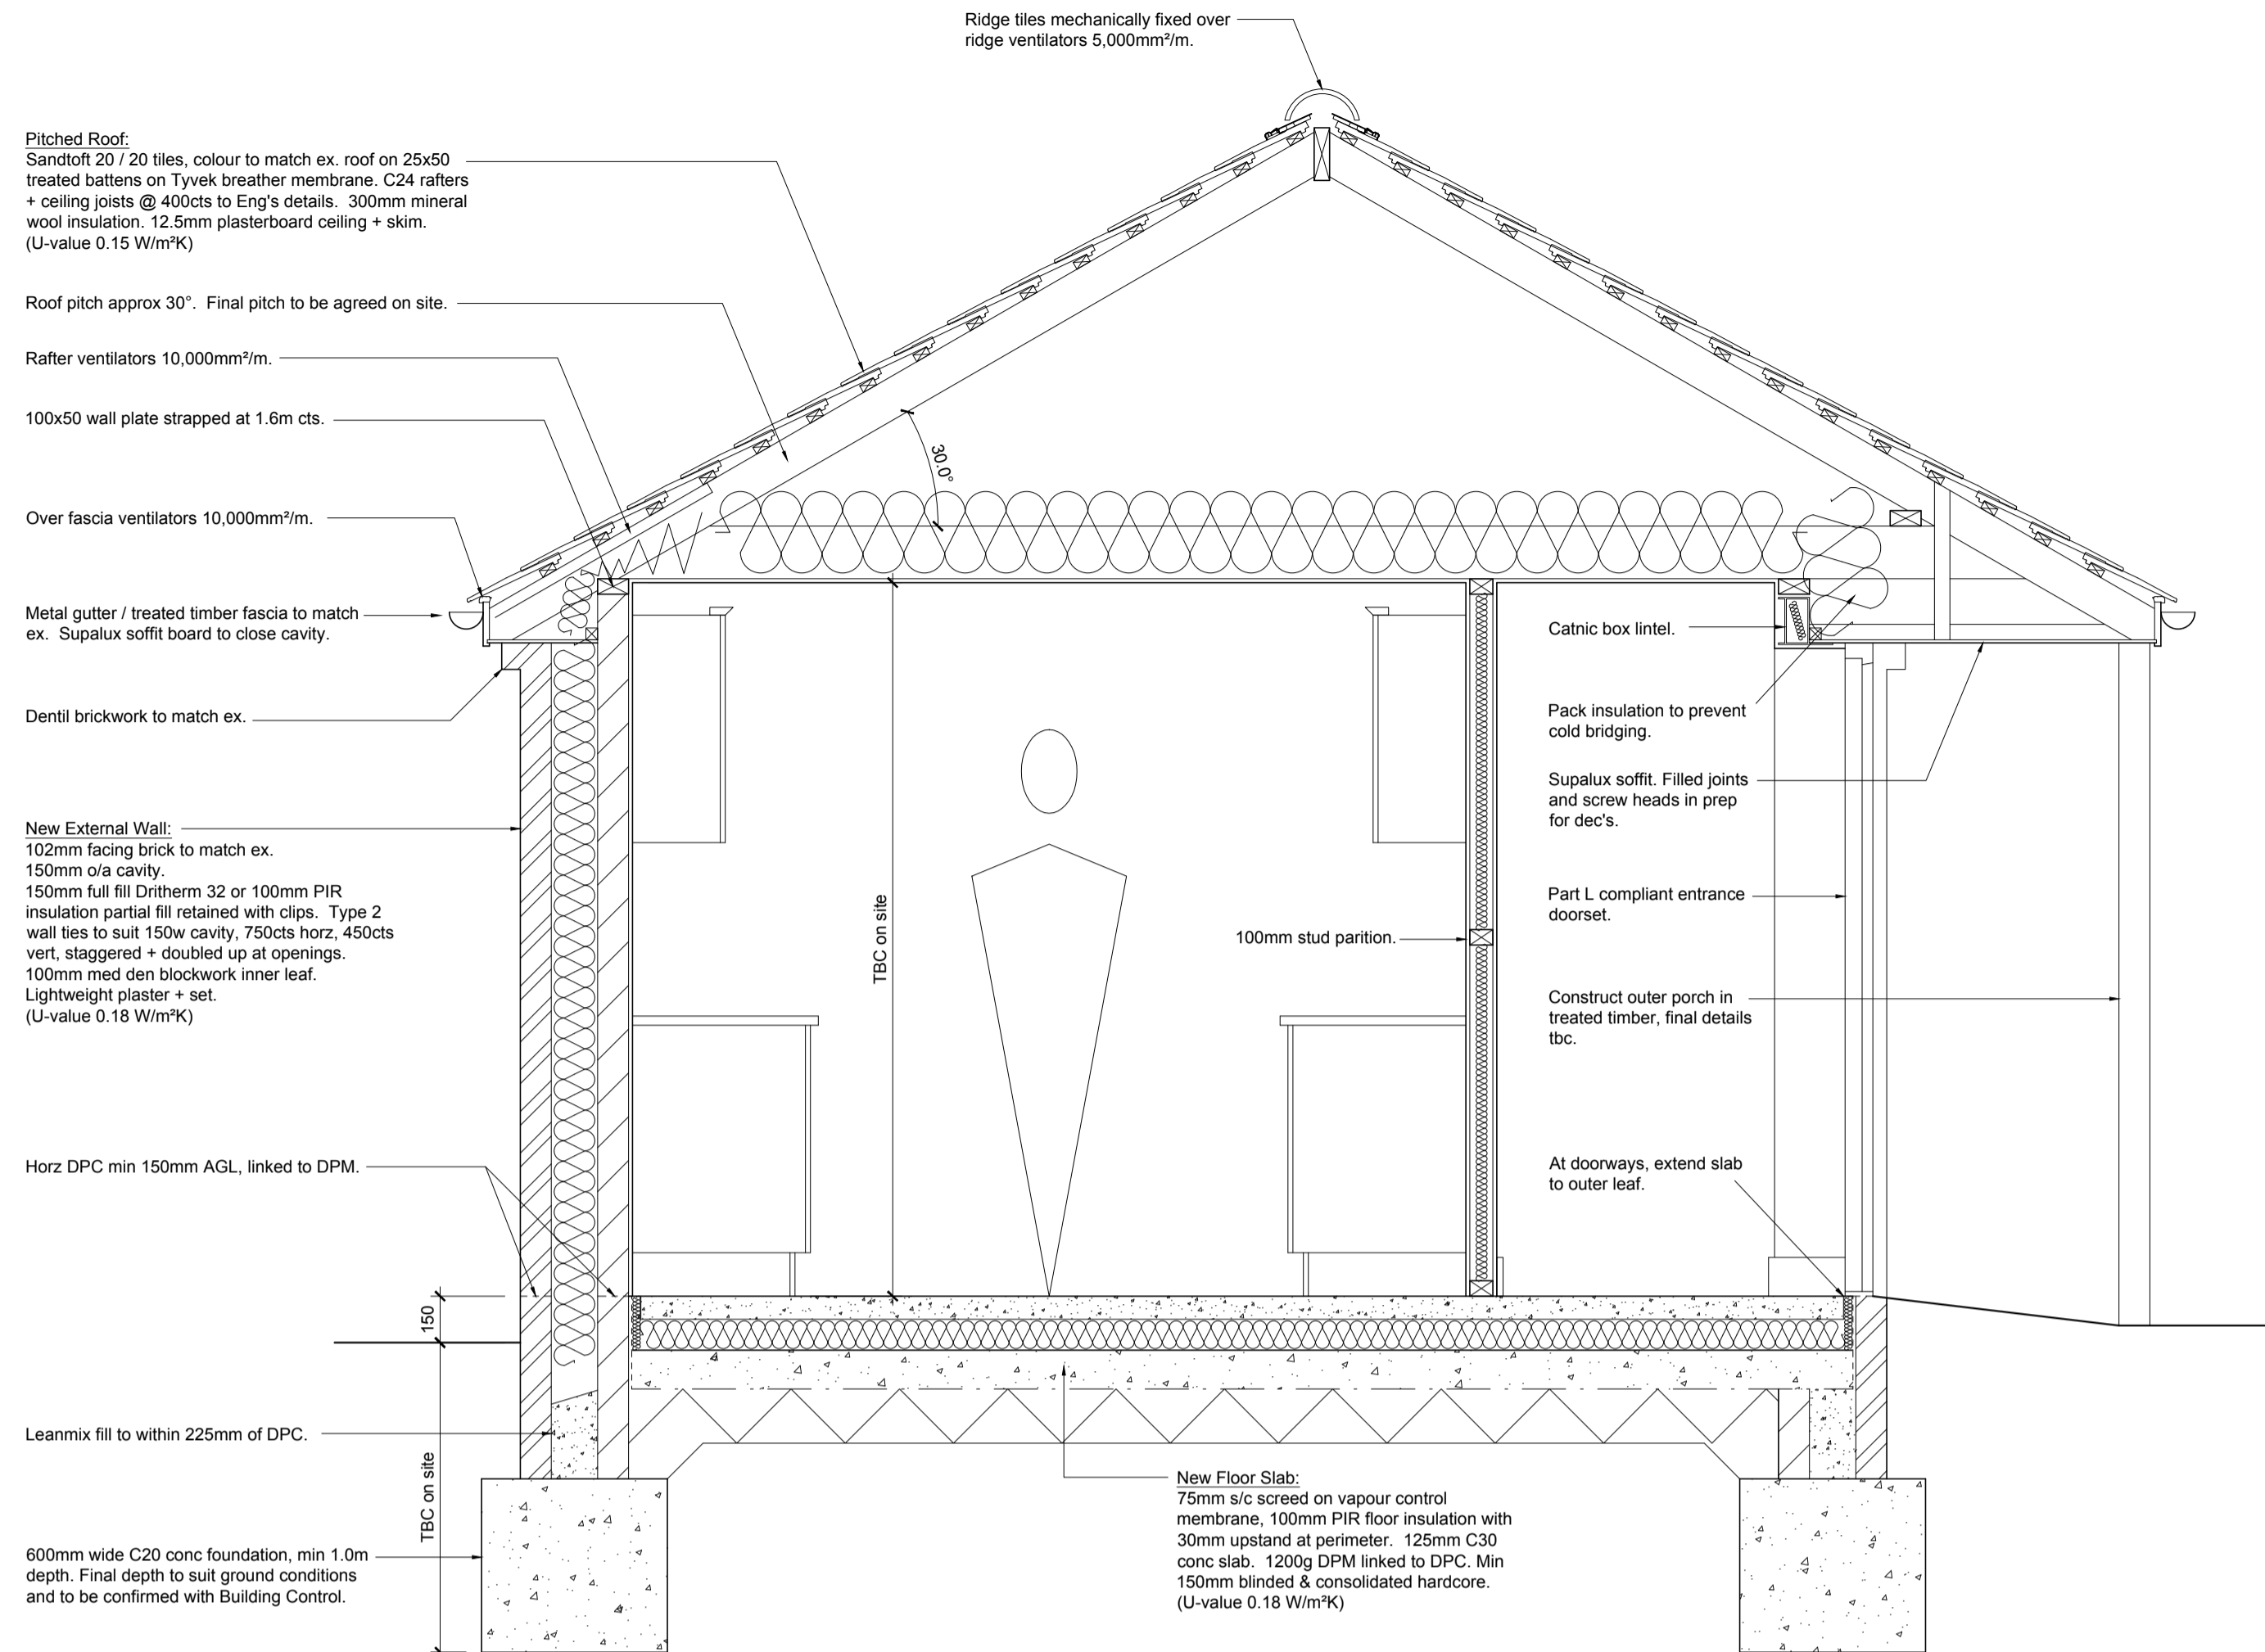 Ridge tiles mechanically fixed over
ridge ventilators 5,000mm²/m.
Pitched Roof:
Sandtoft 20 / 20 tiles, colour to match ex. roof on 25x50
treated battens on Tyvek breather membrane. C24 rafters
+ ceiling joists @ 400cts to Eng's details.  300mm mineral
wool insulation. 12.5mm plasterboard ceiling + skim.
(U-value 0.15 W/m²K)
Roof pitch approx 30°.  Final pitch to be agreed on site.
Rafter ventilators 10,000mm²/m.
100x50 wall plate strapped at 1.6m cts.
30.0°
Over fascia ventilators 10,000mm²/m.
Metal gutter / treated timber fascia to match
ex.  Supalux soffit board to close cavity.
Dentil brickwork to match ex.
New External Wall:
102mm facing brick to match ex.
150mm o/a cavity.
150mm full fill Dritherm 32 or 100mm PIR
insulation partial fill retained with clips.  Type 2
wall ties to suit 150w cavity, 750cts horz, 450cts
vert, staggered + doubled up at openings.
100mm med den blockwork inner leaf.
Lightweight plaster + set.
(U-value 0.18 W/m²K)
TBC on site
100mm stud parition.
Catnic box lintel.
Pack insulation to prevent
cold bridging.
Supalux soffit. Filled joints
and screw heads in prep
for dec's.
Part L compliant entrance
doorset.
Construct outer porch in
treated timber, final details
tbc.
At doorways, extend slab
to outer leaf.
Horz DPC min 150mm AGL, linked to DPM.
150
Leanmix fill to within 225mm of DPC.
TBC on site
600mm wide C20 conc foundation, min 1.0m
depth. Final depth to suit ground conditions
and to be confirmed with Building Control.
New Floor Slab:
75mm s/c screed on vapour control
membrane, 100mm PIR floor insulation with
30mm upstand at perimeter.  125mm C30
conc slab.  1200g DPM linked to DPC. Min
150mm blinded & consolidated hardcore.
(U-value 0.18 W/m²K)